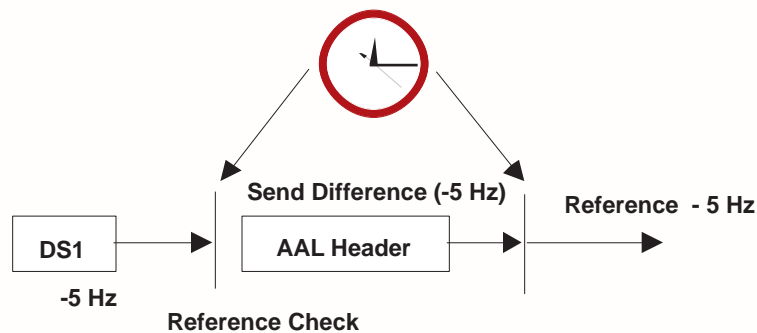 Send Difference (-5 Hz)
Reference - 5 Hz
DS1
AAL Header
-5 Hz
Reference Check